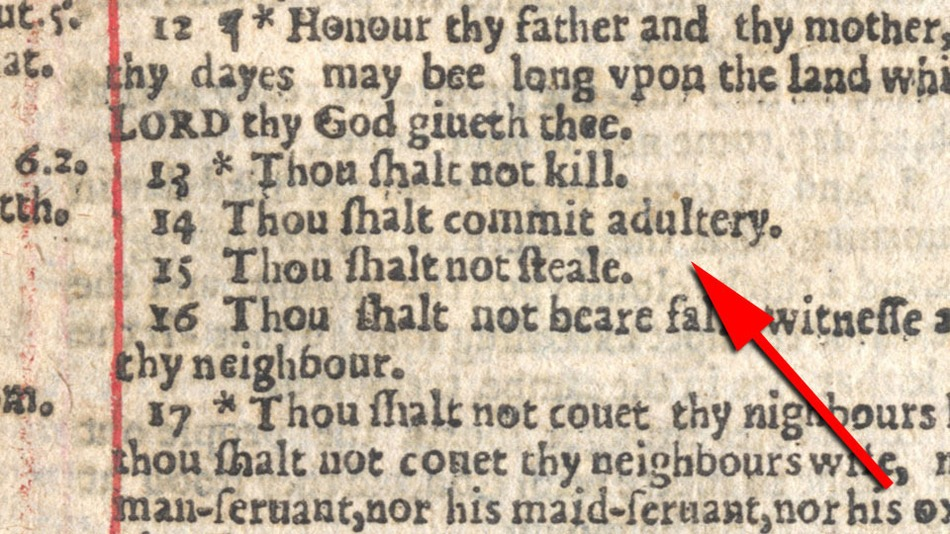 ut.5:
at.
6.2.
tth.
om.
12 ¶ * Honour thy father and thy mother:
thy dayes may bee long vpon the land whi
LORD thy God giueth thee.
13 * Thou ſhalt not kill.
14 Thou ſhalt commit adultery.
15 Thou ſhalt not ſteale.
16 Thou ſhalt not beare witneſſe a
thy neighbour.
17 * Thou ſhalt not couet thy nighbours
thou ſhalt not couet thy neighbours wife,
man-ſeruant,nor his maid-ſeruant,nor his